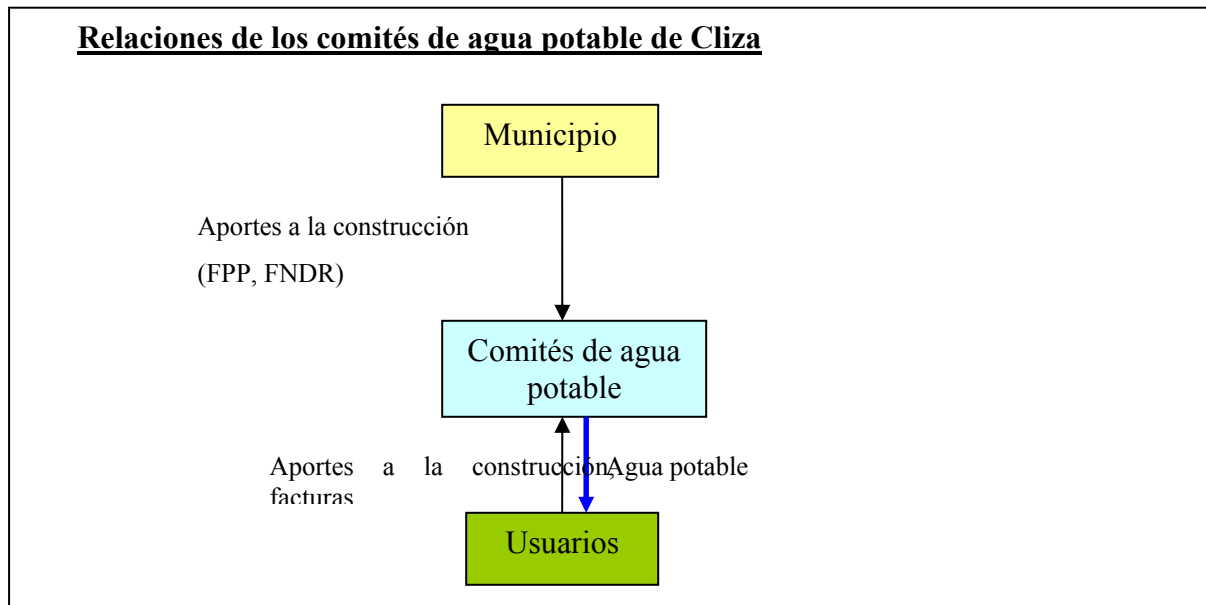 Relaciones de los comités de agua potable de Cliza
Municipio
Aportes a la construcción
(FPP, FNDR)
Comités de agua
potable
Aportes a la construcción,
facturas
Agua potable
Usuarios